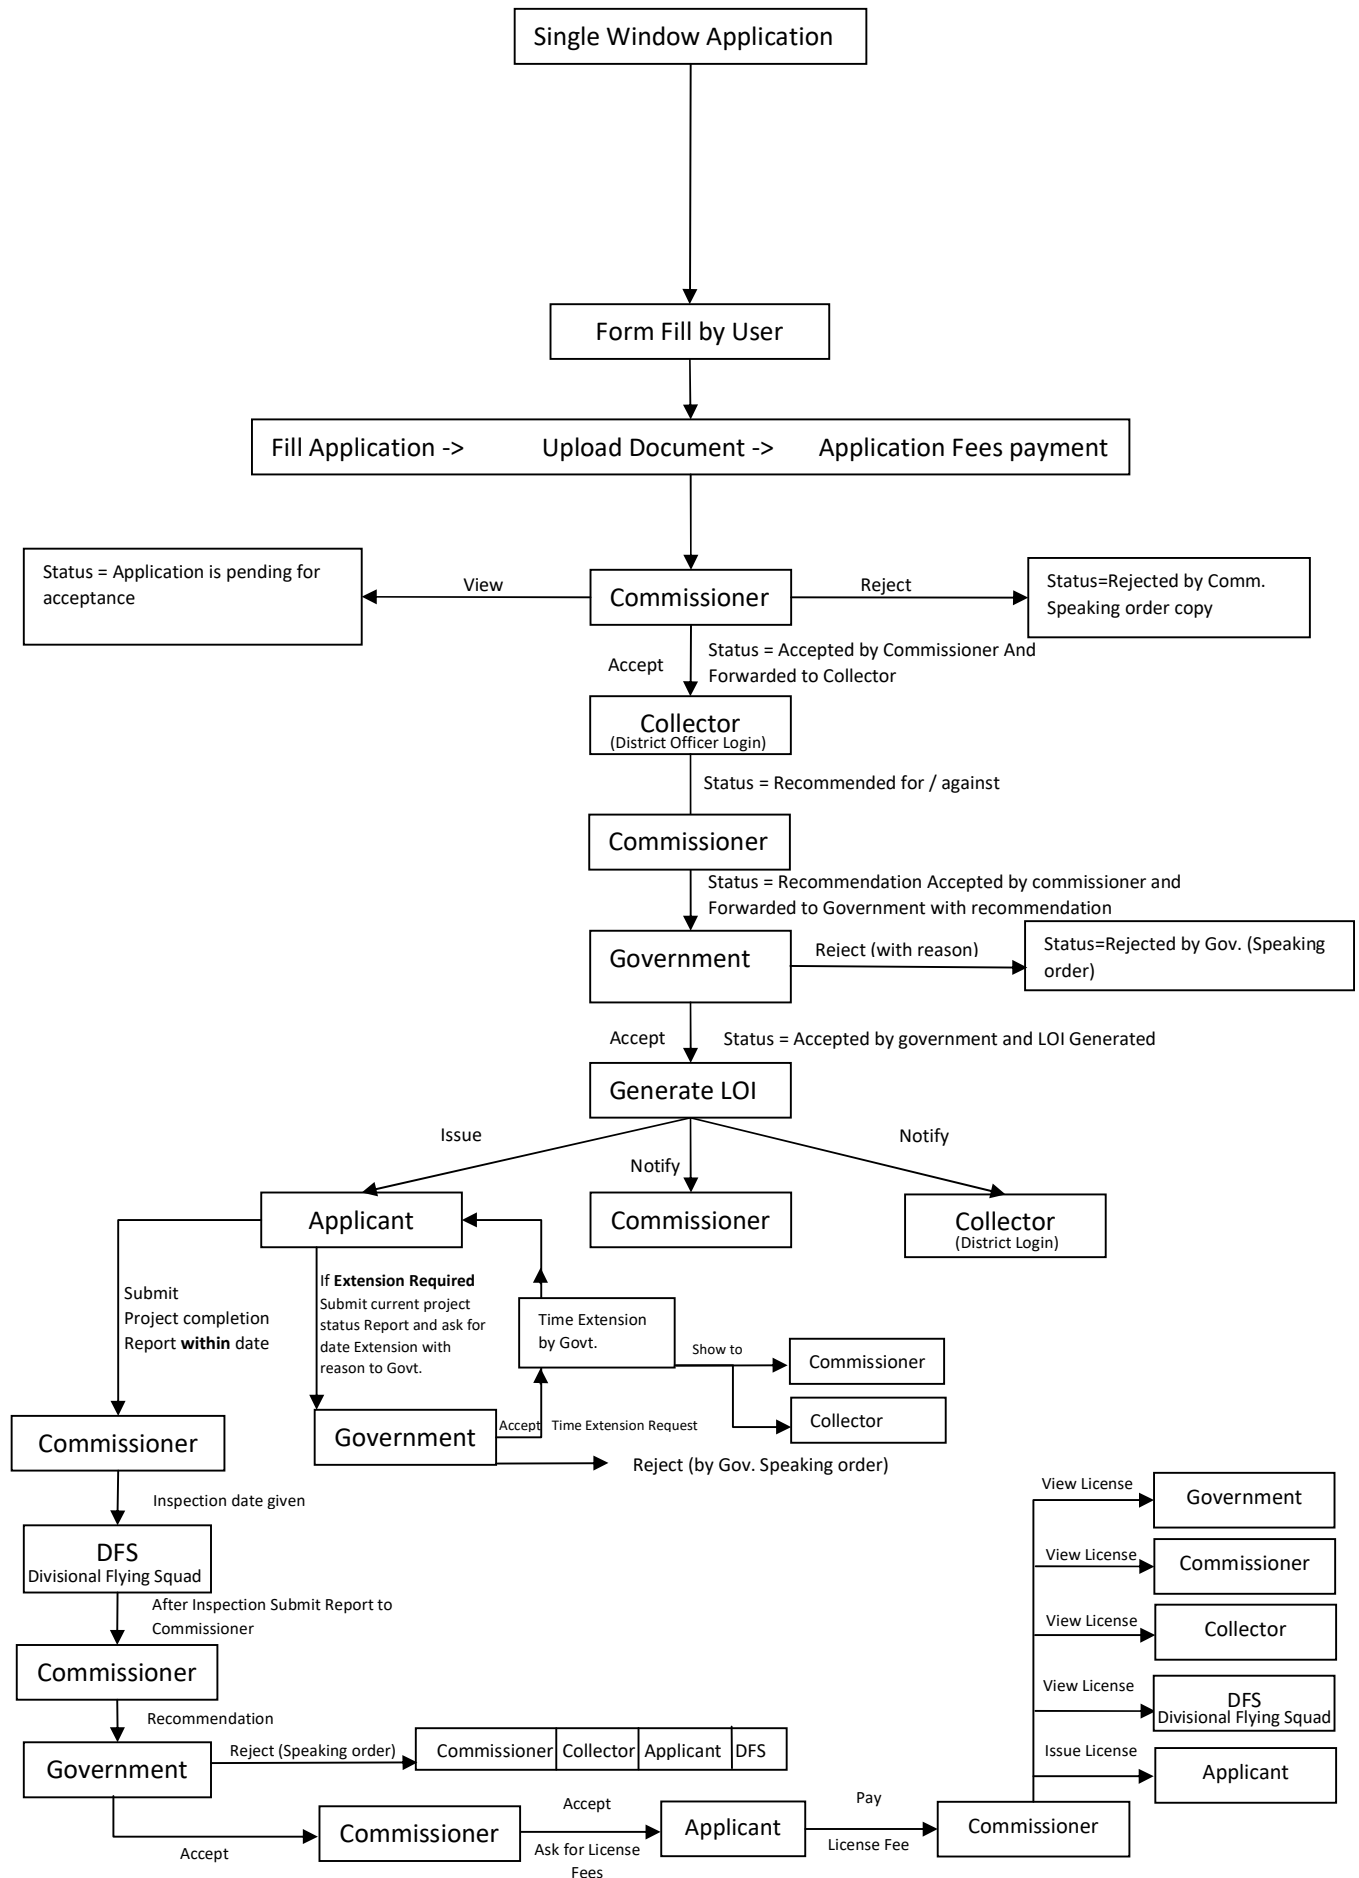 Single Window Application
Form Fill by User
Fill Application -> Upload Document -> Application Fees payment
Status = Application is pending for
acceptance
View
Commissioner
Reject
Status=Rejected by Comm.
Speaking order copy
Accept
Status = Accepted by Commissioner And
Forwarded to Collector
Collector
(District Officer Login)
Status = Recommended for / against
Commissioner
Status = Recommendation Accepted by commissioner and
Forwarded to Government with recommendation
Government
Reject (with reason)
Status=Rejected by Gov. (Speaking
order)
Accept
Status = Accepted by government and LOI Generated
Generate LOI
Issue
Notify
Notify
Applicant
Commissioner
Collector
(District Login)
Submit
Project completion
Report within date
If Extension Required
Submit current project
status Report and ask for
date Extension with
reason to Govt.
Time Extension
by Govt.
Show to
Commissioner
Collector
Commissioner
Government
Accept Time Extension Request
Reject (by Gov. Speaking order)
Inspection date given
DFS
Divisional Flying Squad
After Inspection Submit Report to
Commissioner
Commissioner
Recommendation
Government
Reject (Speaking order)
Commissioner Collector Applicant DFS
Accept
Commissioner
Accept
Ask for License
Fees
Applicant
Pay
License Fee
Commissioner
View License
Government
View License
Commissioner
View License
Collector
View License
DFS
Divisional Flying Squad
Issue License
Applicant